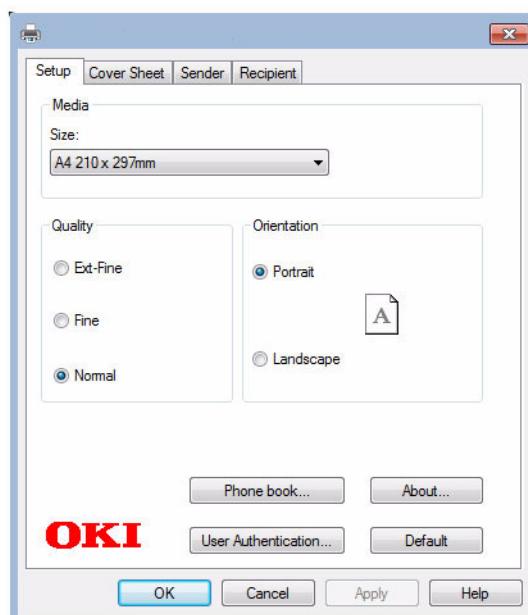 Setup Cover Sheet Sender Recipient
Media
Size:
A4 210 x 297mm
Quality
Orientation
Ext-Fine
Portrait
A
Fine
Landscape
Normal
Phone book...
About...
OKI
User Authentication...
Default
OK Cancel Apply Help